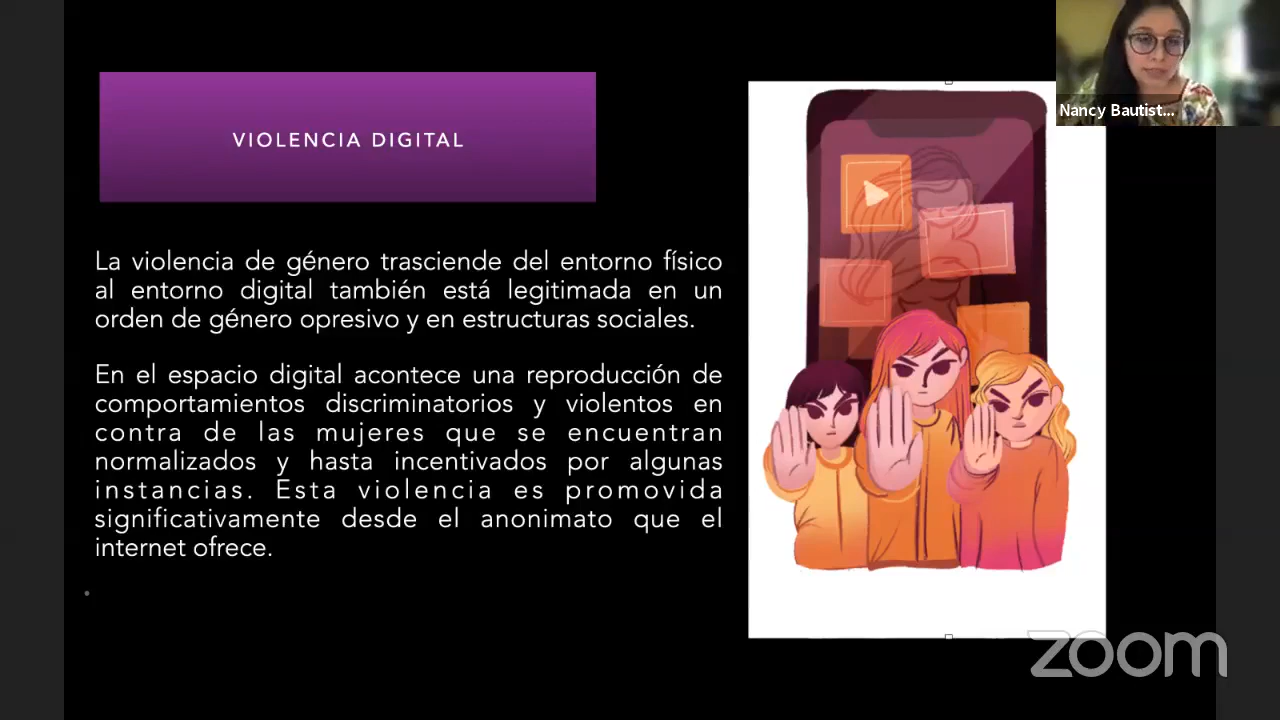 VIOLENCIA DIGITAL
Nancy Bautist...
La violencia de género trasciende del entorno físico
al entorno digital también está legitimada en un
orden de género opresivo y en estructuras sociales.
En el espacio digital acontece una reproducción de
comportamientos discriminatorios y violentos en
contra de las mujeres que se encuentran
normalizados y hasta incentivados por algunas
instancias. Esta violencia es promovida
significativamente desde el anonimato que el
internet ofrece.
zoom